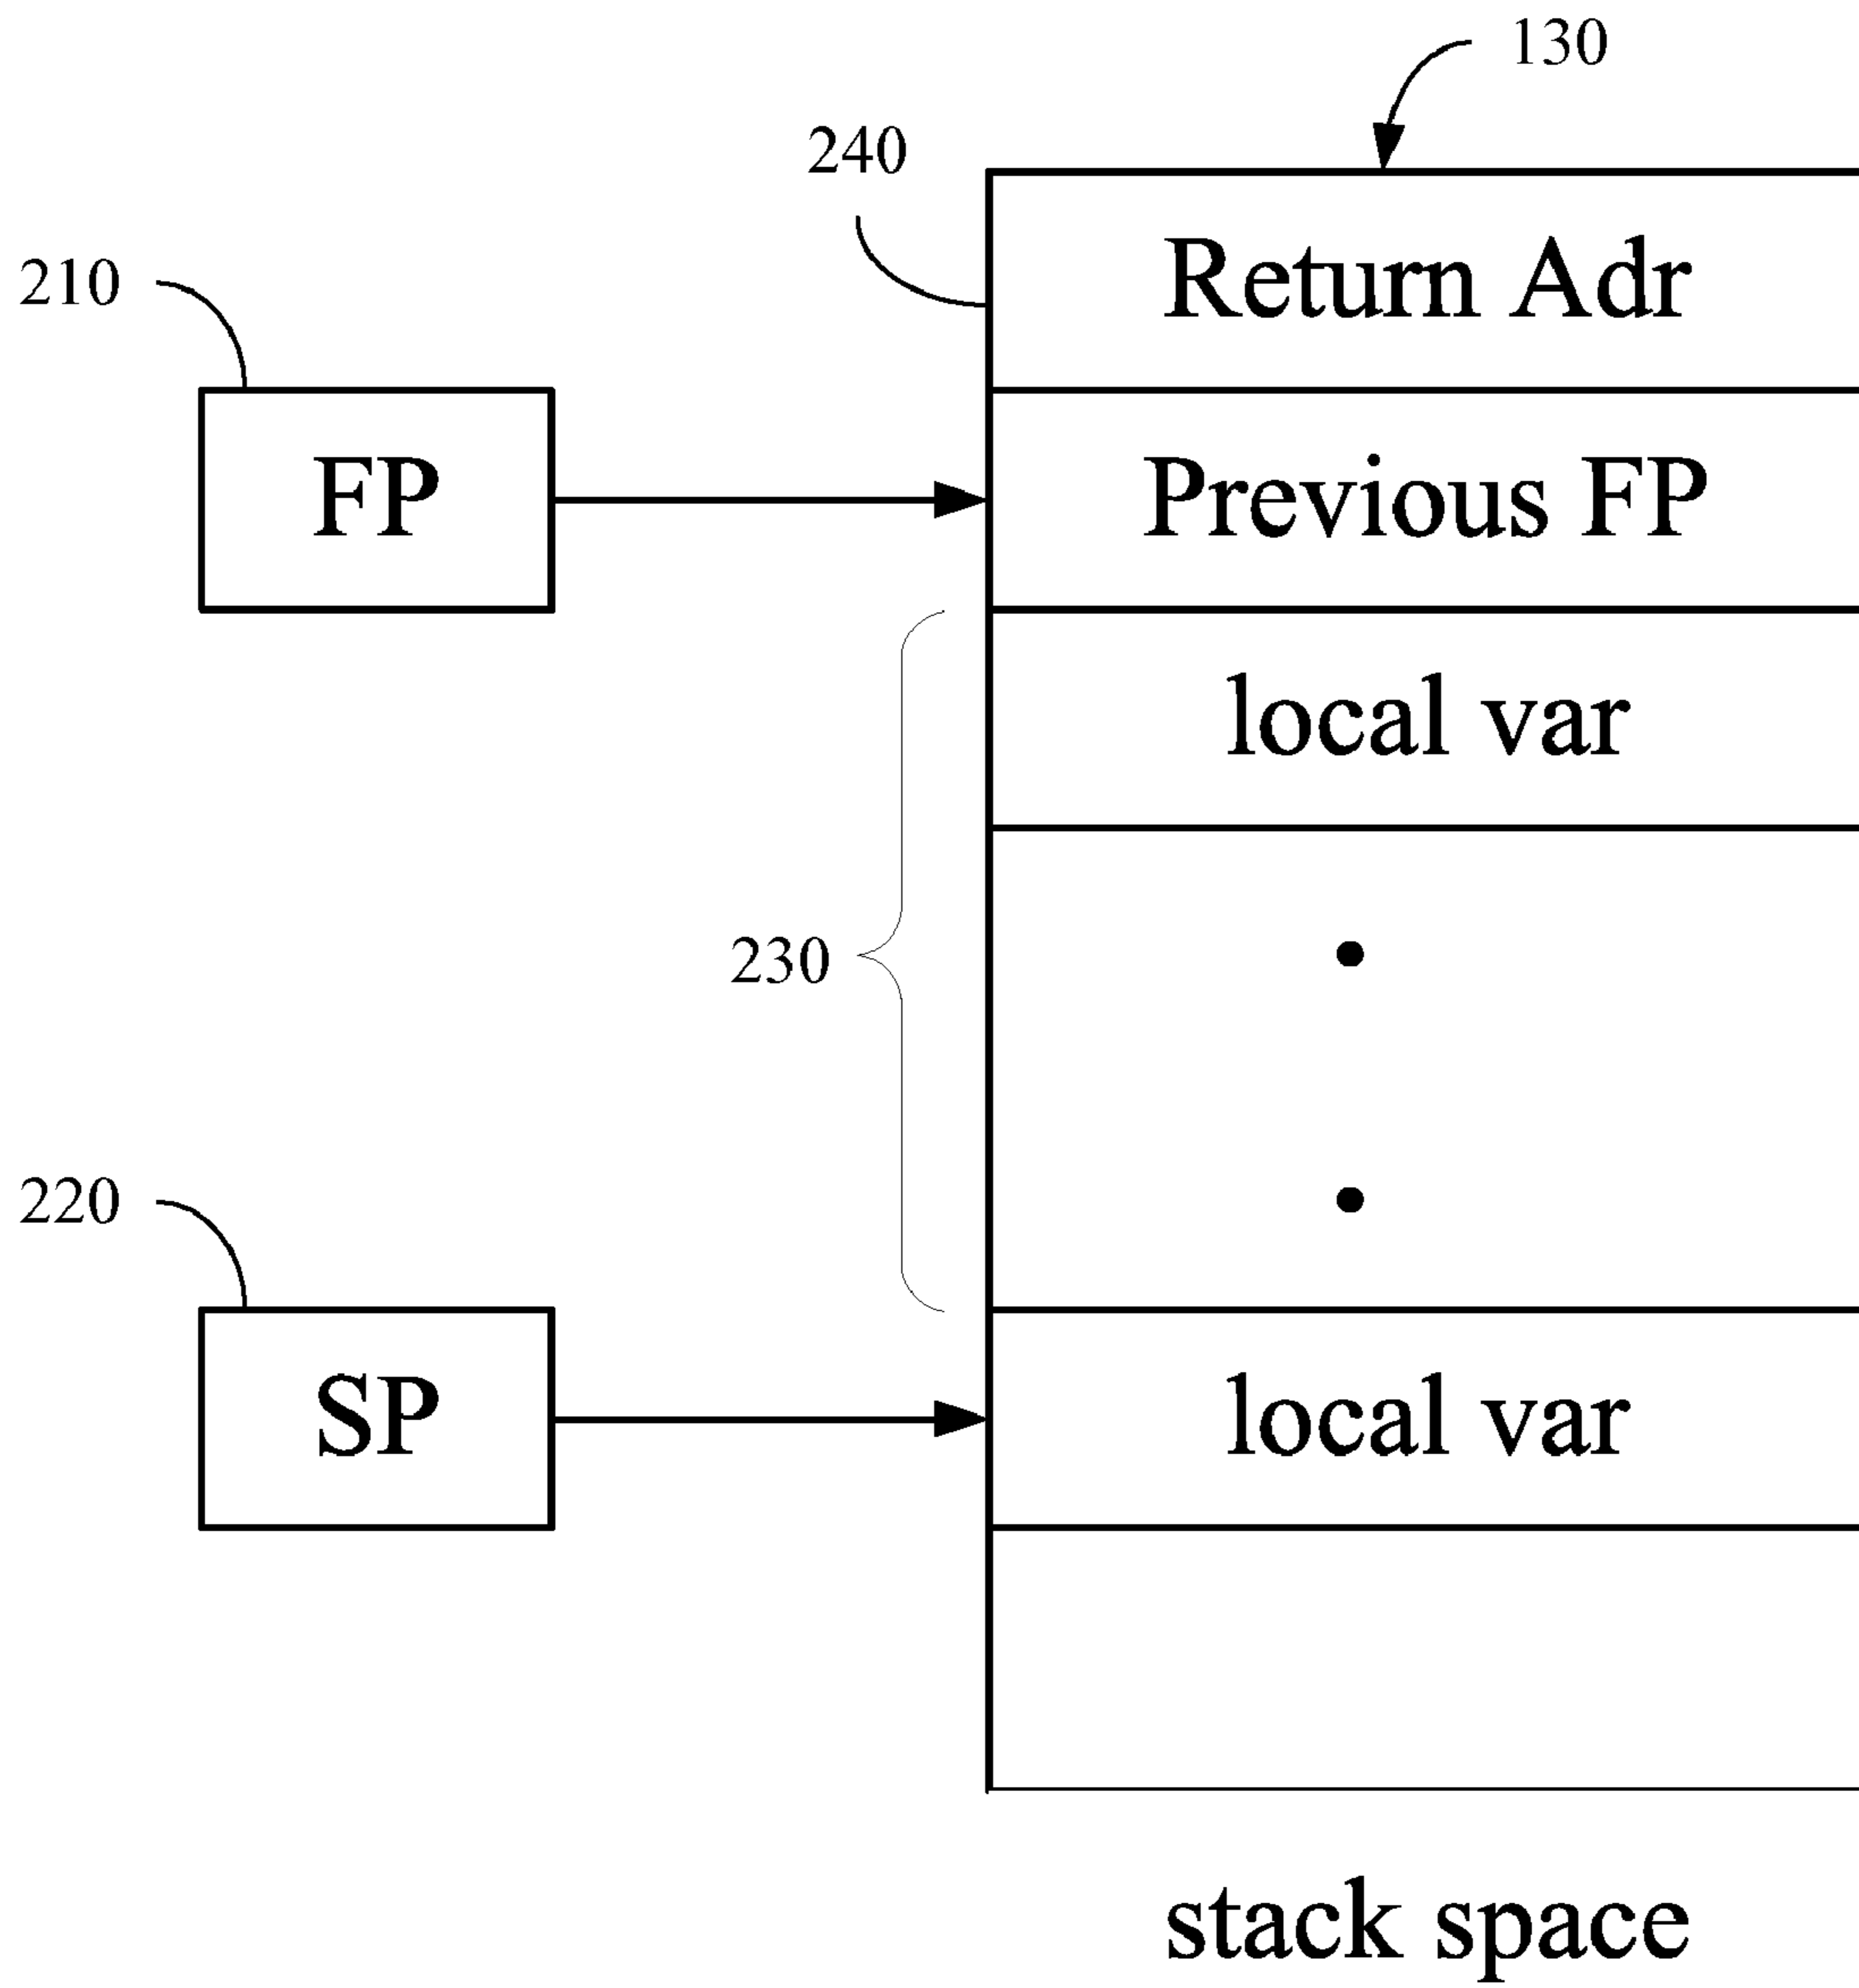 130
240
Return Adr
210
FP
Previous FP
local var
230
220
SP
local var
stack space